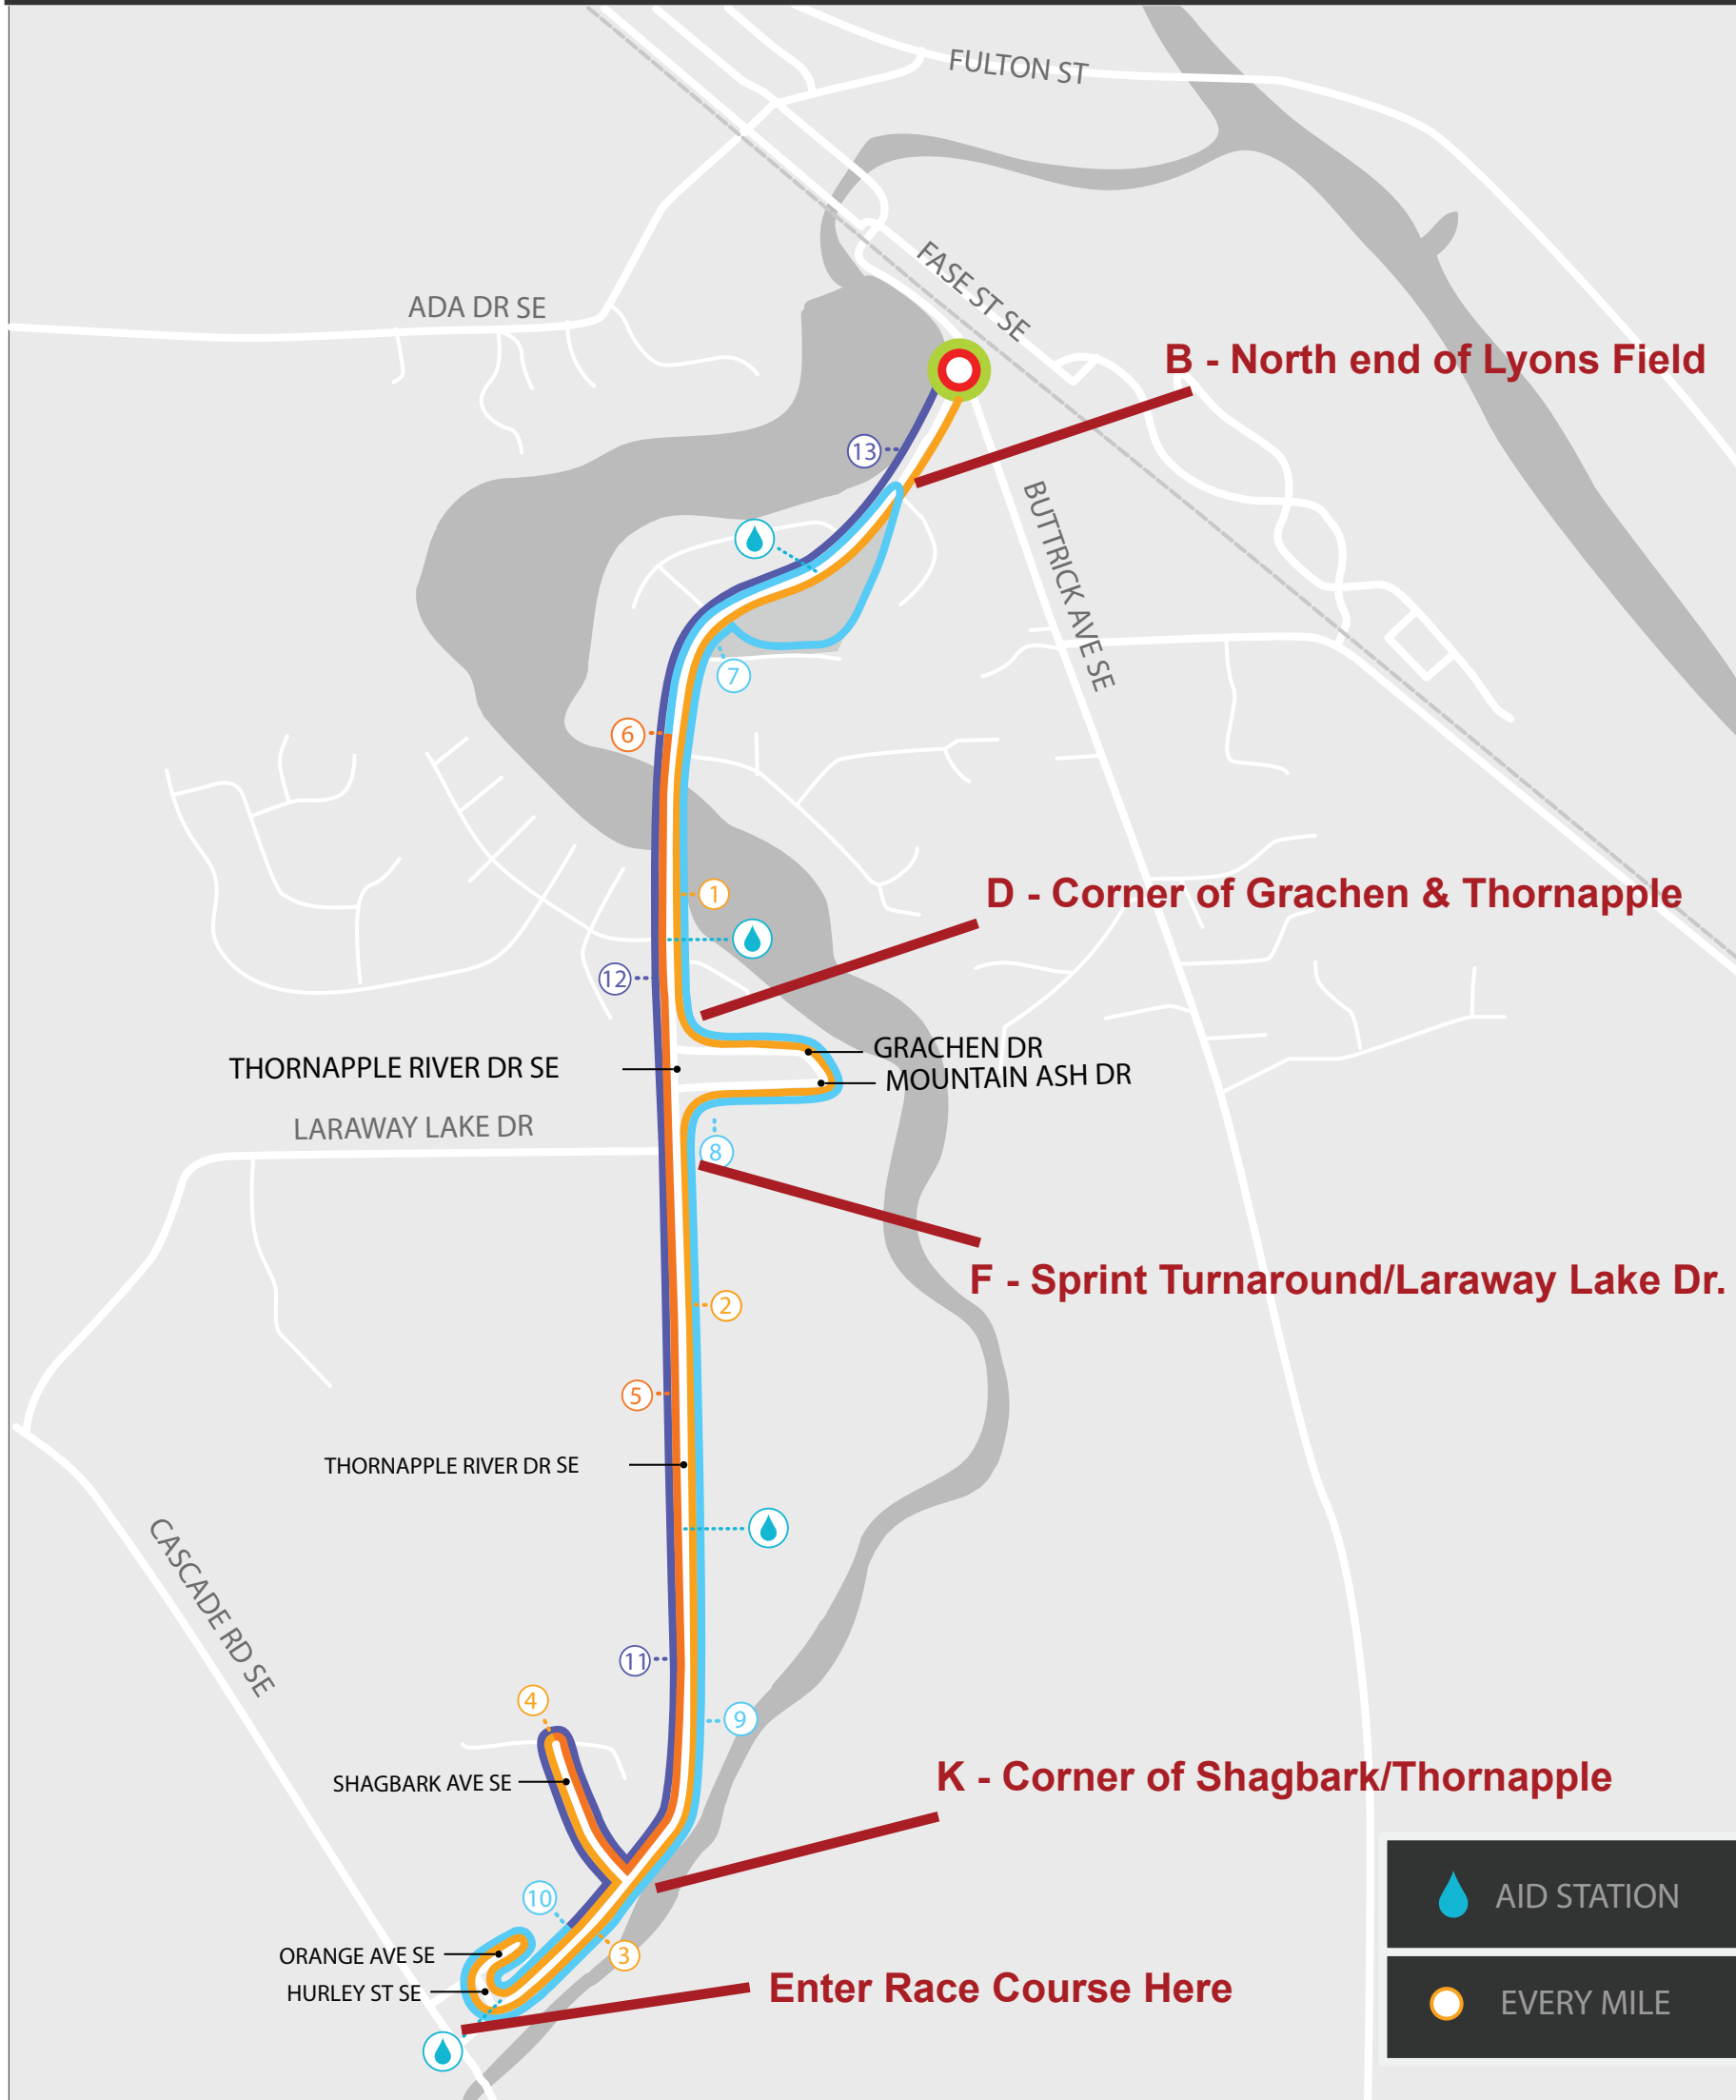 FULTON ST
FASE ST SE
ADA DR SE
B - North end of Lyons Field
13
BUTTRICK AVE SE
7
6
D - Corner of Grachen & Thornapple
1
12
GRACHEN DR
THORNAPPLE RIVER DR SE
MOUNTAIN ASH DR
LARAWAY LAKE DR
8
F - Sprint Turnaround/Laraway Lake Dr.
2
5
THORNAPPLE RIVER DR SE
CASCADE RD SE
11
4
9
K - Corner of Shagbark/Thornapple
SHAGBARK AVE SE
10
AID STATION
ORANGE AVE SE
3
HURLEY ST SE
Enter Race Course Here
EVERY MILE